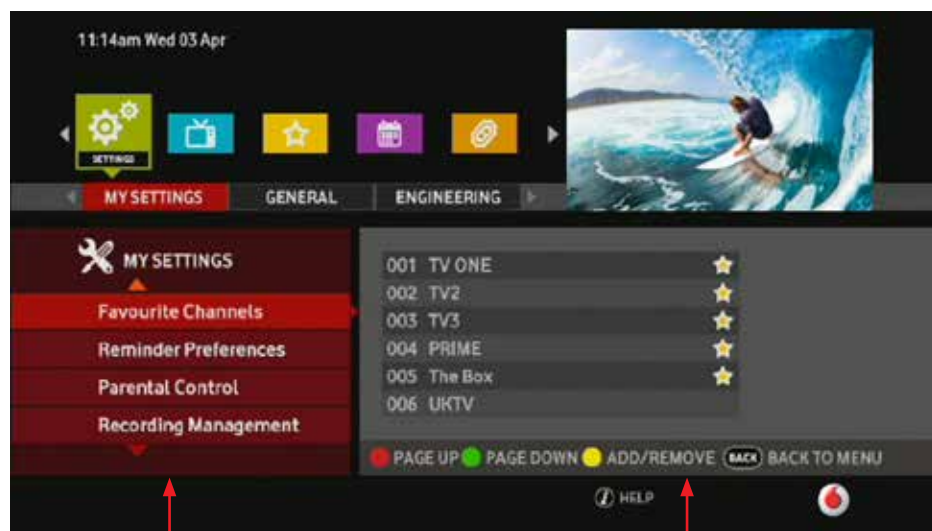 11:14am Wed 03 Apr
SETTINGS
MY SETTINGS GENERAL ENGINEERING
MY SETTINGS
Favourite Channels
Reminder Preferences
Parental Control
Recording Management
001 TV ONE
002 TV2
003 TV3
004 PRIME
005 The Box
006 UKTV
PAGE UP PAGE DOWN ADD/REMOVE BACK BACK TO MENU
i HELP